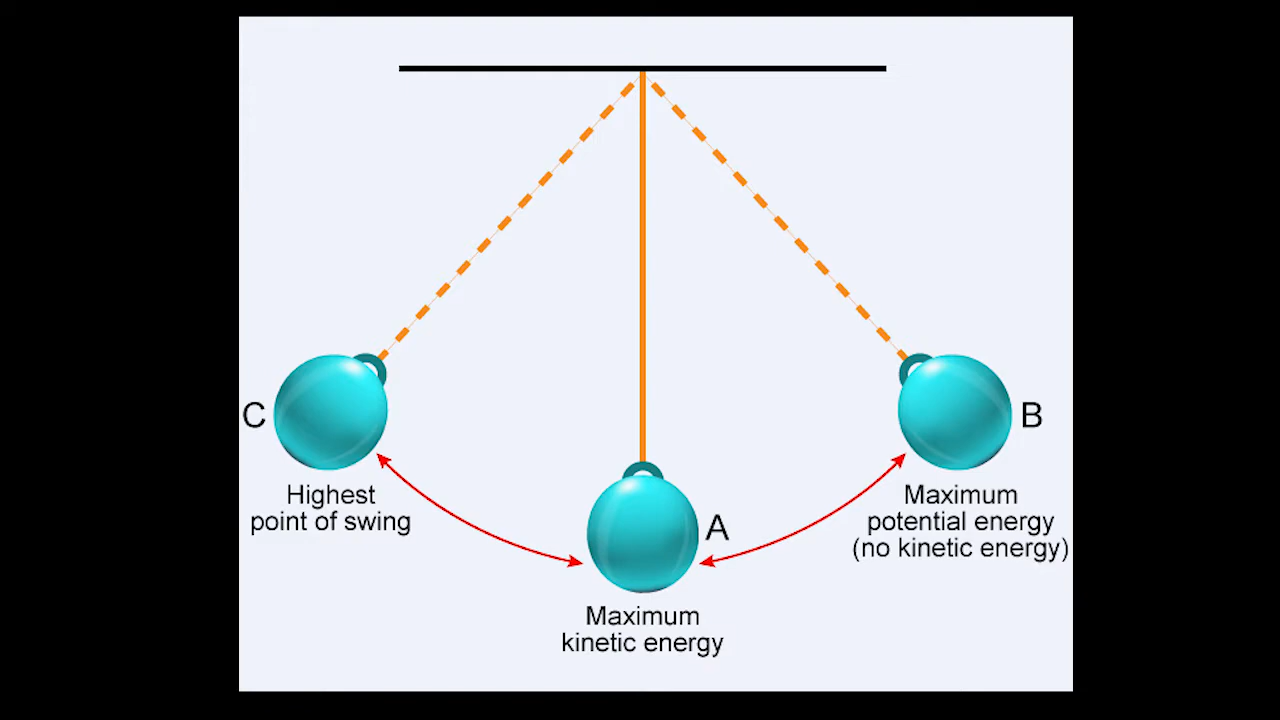 C
Highest
point of swing
A
Maximum
kinetic energy
B
Maximum
potential energy
(no kinetic energy)